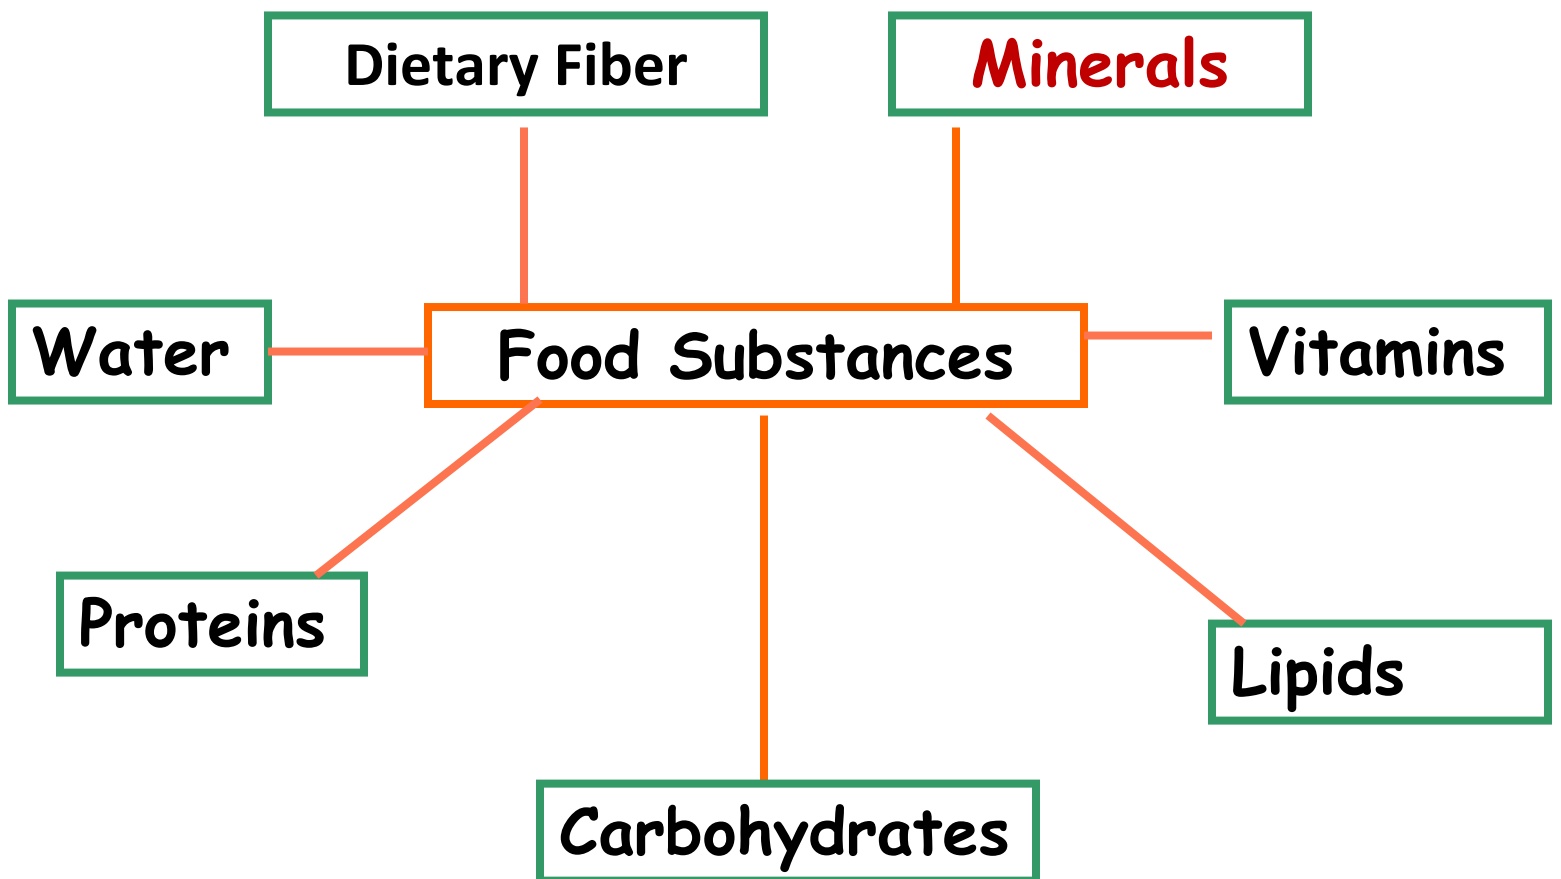 Dietary Fiber
Minerals
Water
Food Substances
Vitamins
Proteins
Lipids
Carbohydrates